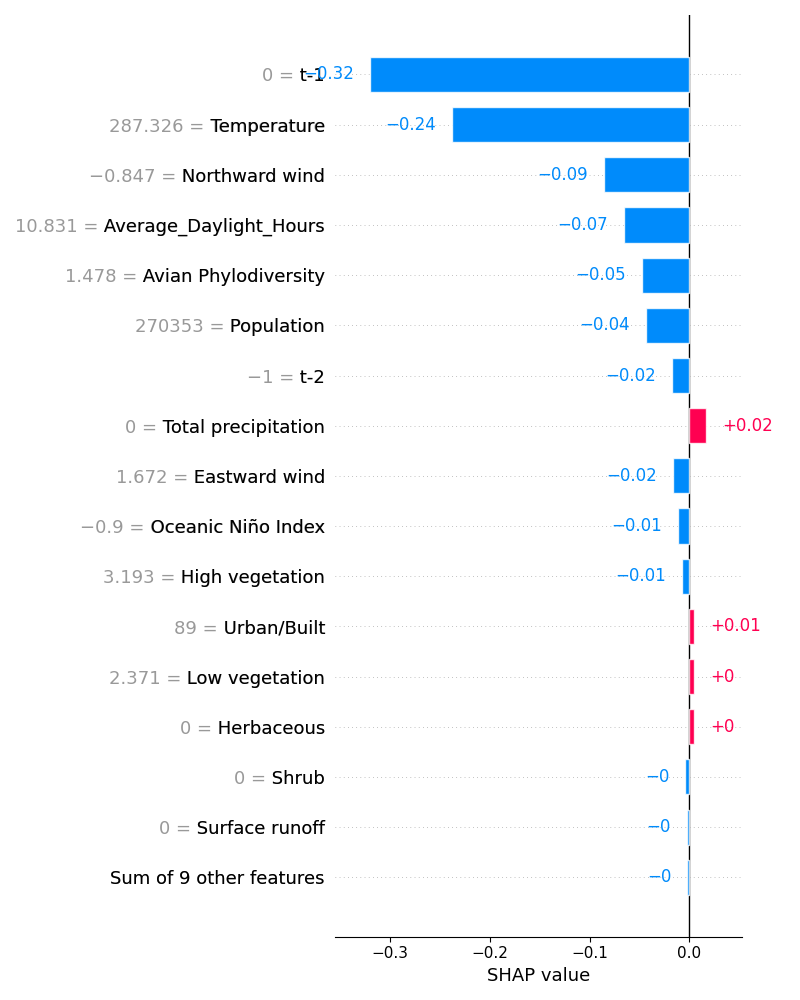 0 = t-1 −0.32
287.326 = Temperature −0.24
−0.847 = Northward wind −0.09
10.831 = Average_Daylight_Hours −0.07
1.478 = Avian Phylodiversity −0.05
270353 = Population −0.04
−1 = t-2 −0.02
0 = Total precipitation +0.02
1.672 = Eastward wind −0.02
−0.9 = Oceanic Niño Index −0.01
3.193 = High vegetation −0.01
89 = Urban/Built +0.01
2.371 = Low vegetation +0
0 = Herbaceous +0
0 = Shrub −0
0 = Surface runoff −0
Sum of 9 other features −0
−0.3 −0.2 −0.1 0.0
SHAP value